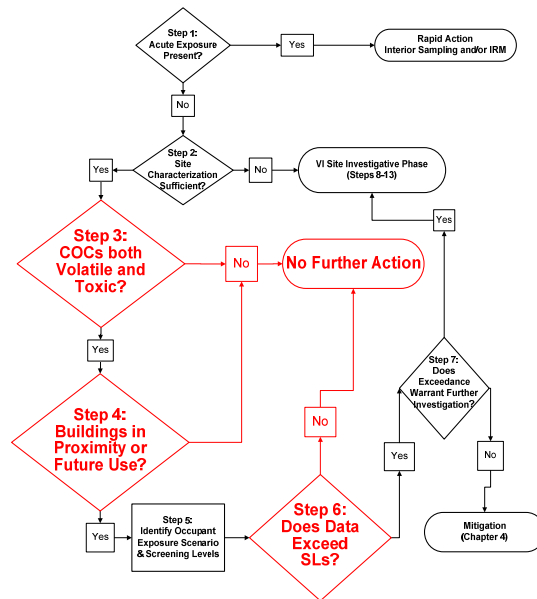 Step 1:
Acute Exposure
Present?
Yes
Rapid Action
Interior Sampling and/or IRM
No
Step 2:
Site
Characterization
Sufficient?
Yes
No
VI Site Investigative Phase
(Steps 8-13)
Yes
Step 3:
COCs both
Volatile and
Toxic?
No
No Further Action
Yes
Step 7:
Does
Exceedance
Warrant Further
Investigation?
Step 4:
Buildings in
Proximity or
Future Use?
No
Yes
No
Yes
Step 5:
Identify Occupant
Exposure Scenario
& Screening Levels
Step 6:
Does Data
Exceed
SLs?
Mitigation
(Chapter 4)